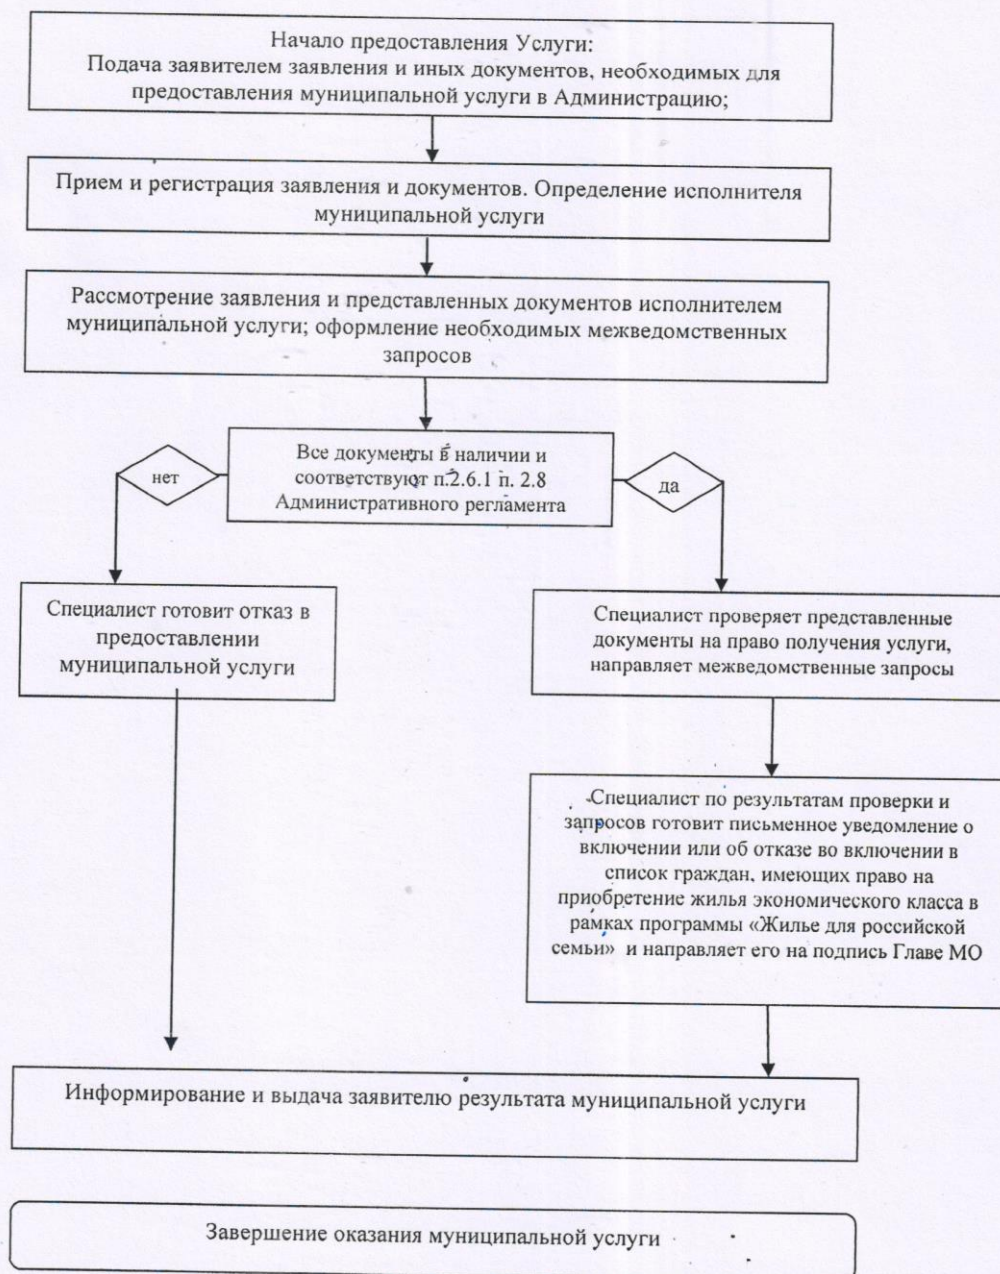 Начало предоставления Услуги:
Подача заявителем заявления и иных документов, необходимых для
предоставления муниципальной услуги в Администрацию;
Прием и регистрация заявления и документов. Определение исполнителя
муниципальной услуги
Рассмотрение заявления и представленных документов исполнителем
муниципальной услуги; оформление необходимых межведомственных
запросов
Все документы в наличии и
соответствуют п.2.6.1 п. 2.8
Административного регламента
нет
да
Специалист готовит отказ в
предоставлении
муниципальной услуги
Специалист проверяет представленные
документы на право получения услуги,
направляет межведомственные запросы
Специалист по результатам проверки и
запросов готовит письменное уведомление о
включении или об отказе во включении в
список граждан, имеющих право на
приобретение жилья экономического класса в
рамках программы «Жилье для российской
семьи» и направляет его на подпись Главе МО
Информирование и выдача заявителю результата муниципальной услуги
Завершение оказания муниципальной услуги